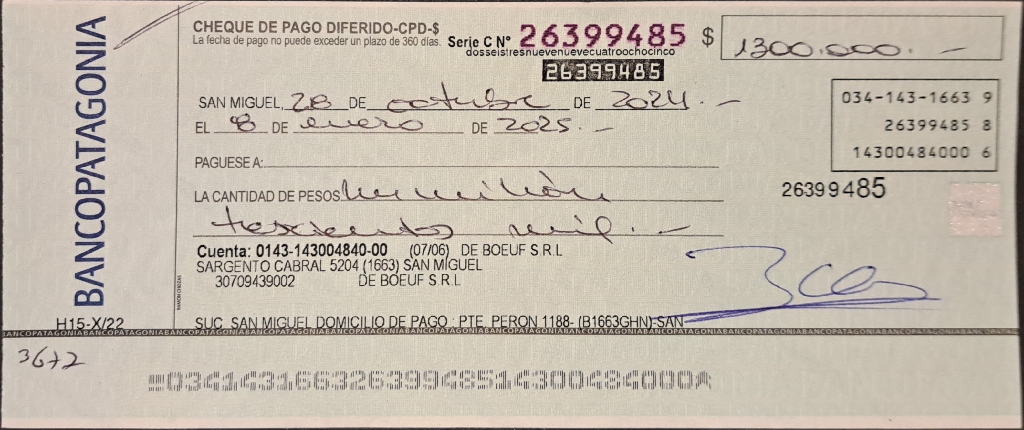 BANCOPATAGONIA
H15-X/22
CHEQUE DE PAGO DIFERIDO-CPD-$
La fecha de pago no puede exceder un plazo de 360 días.
Serie C Nº 26399485 $ 1300.000.-
dosseistresnuevenuevecuatroochocinco
26399485
SAN MIGUEL, 28 DE octubre DE 2024.-
EL 8 DE enero DE 2025.-
034-143-1663 9
26399485 8
14300484000 6
PAGUESE A:
26399485
LA CANTIDAD DE PESOS un millón
trescientos mil.-
Cuenta: 0143-143004840-00 (07/06) DE BOEUF S.R.L
SARGENTO CABRAL 5204 (1663) SAN MIGUEL
30709439002 DE BOEUF S.R.L
SUC. SAN MIGUEL DOMICILIO DE PAGO : PTE. PERON 1188- (B1663GHN)-SAN
BANCOPATAGONIABANCOPATAGONIABANCOPATAGONIABANCOPATAGONIABANCOPATAGONIABANCOPATAGONIABANCOPATAGONIA
3672
03414316632639948514300484000